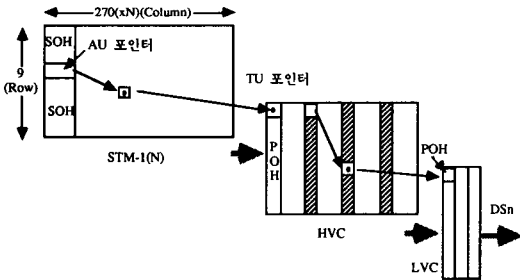 270(xN)(Column)
SOH
AU 포인터
9
(Row)
SOH
STM-1(N)
TU 포인터
P
O
H
HVC
POH
DSn
LVC